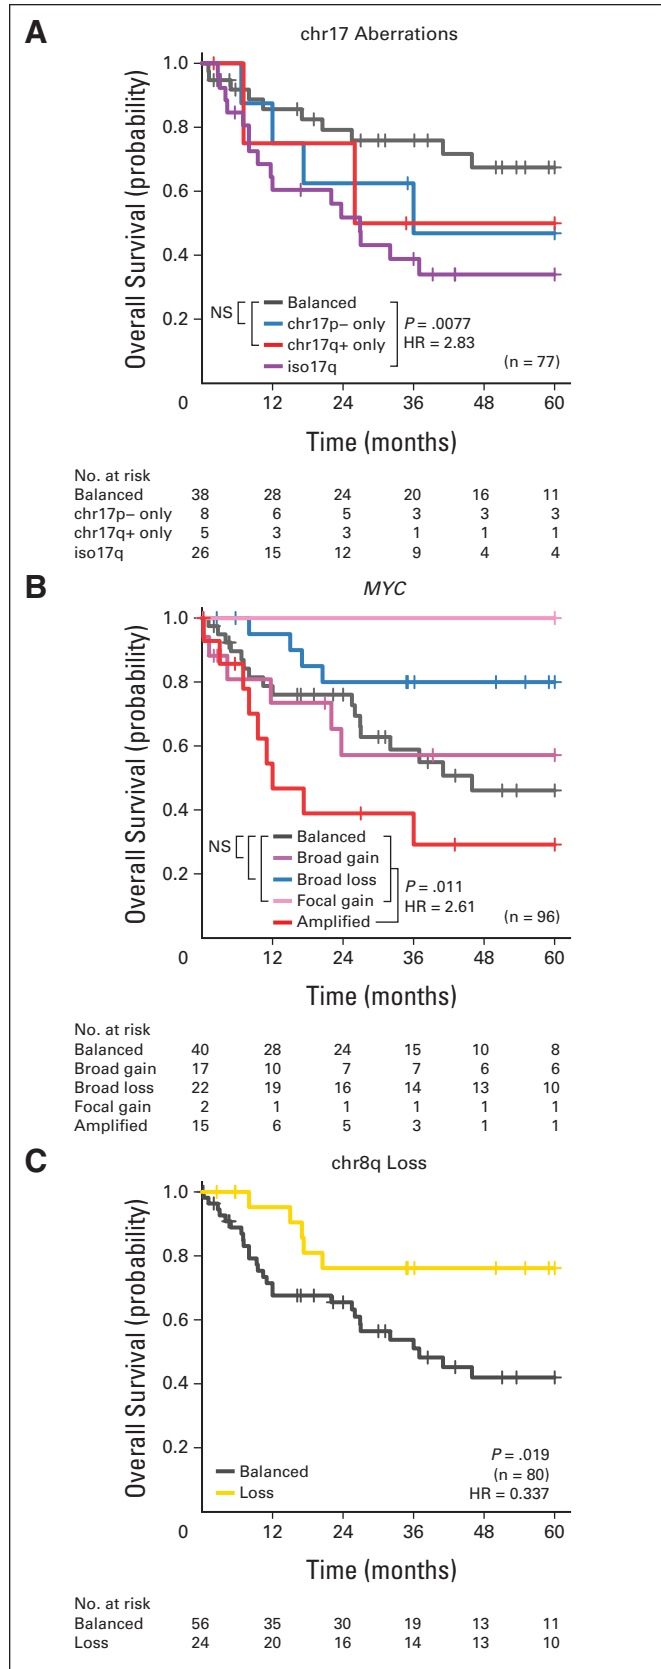 A
chr17 Aberrations
Overall Survival (probability)
1.0
0.8
0.6
0.4
0.2
0 12 24 36 48 60
NS
Balanced
chr17p– only
chr17q+ only
iso17q
P = .0077
HR = 2.83
(n = 77)
Time (months)
No. at risk
Balanced 38 28 24 20 16 11
chr17p– only 8 6 5 3 3 3
chr17q+ only 5 3 3 1 1 1
iso17q 26 15 12 9 4 4
B
MYC
Overall Survival (probability)
1.0
0.8
0.6
0.4
0.2
0 12 24 36 48 60
NS
Balanced
Broad gain
Broad loss
Focal gain
Amplified
P = .011
HR = 2.61
(n = 96)
Time (months)
No. at risk
Balanced 40 28 24 15 10 8
Broad gain 17 10 7 7 6 6
Broad loss 22 19 16 14 13 10
Focal gain 2 1 1 1 1 1
Amplified 15 6 5 3 1 1
C
chr8q Loss
Overall Survival (probability)
1.0
0.8
0.6
0.4
0.2
0 12 24 36 48 60
Balanced
Loss
P = .019
(n = 80)
HR = 0.337
Time (months)
No. at risk
Balanced 56 35 30 19 13 11
Loss 24 20 16 14 13 10